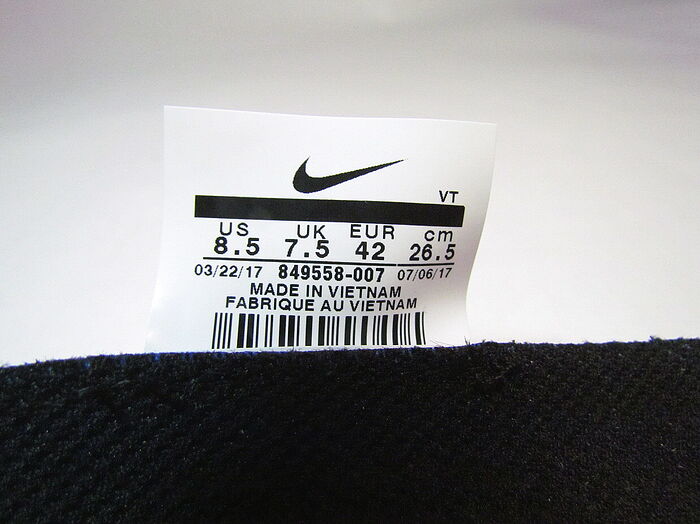 VT
US UK EUR cm
8.5 7.5 42 26.5
03/22/17 849558-007 07/06/17
MADE IN VIETNAM
FABRIQUE AU VIETNAM